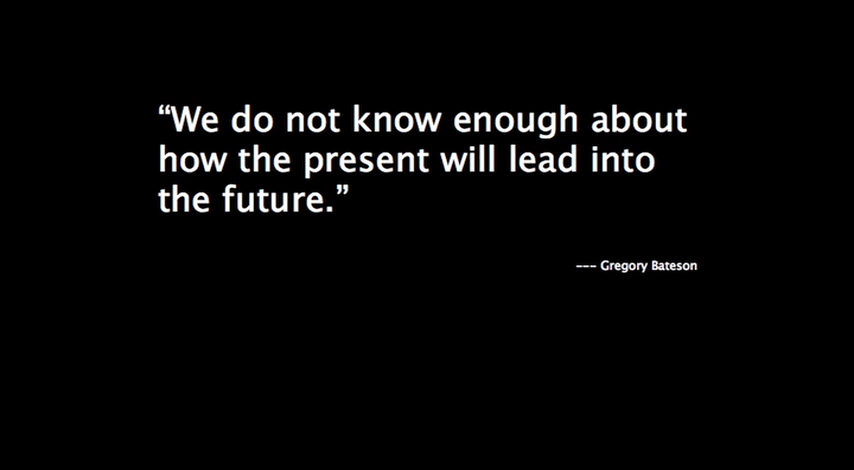 “We do not know enough about
how the present will lead into
the future.”
--- Gregory Bateson